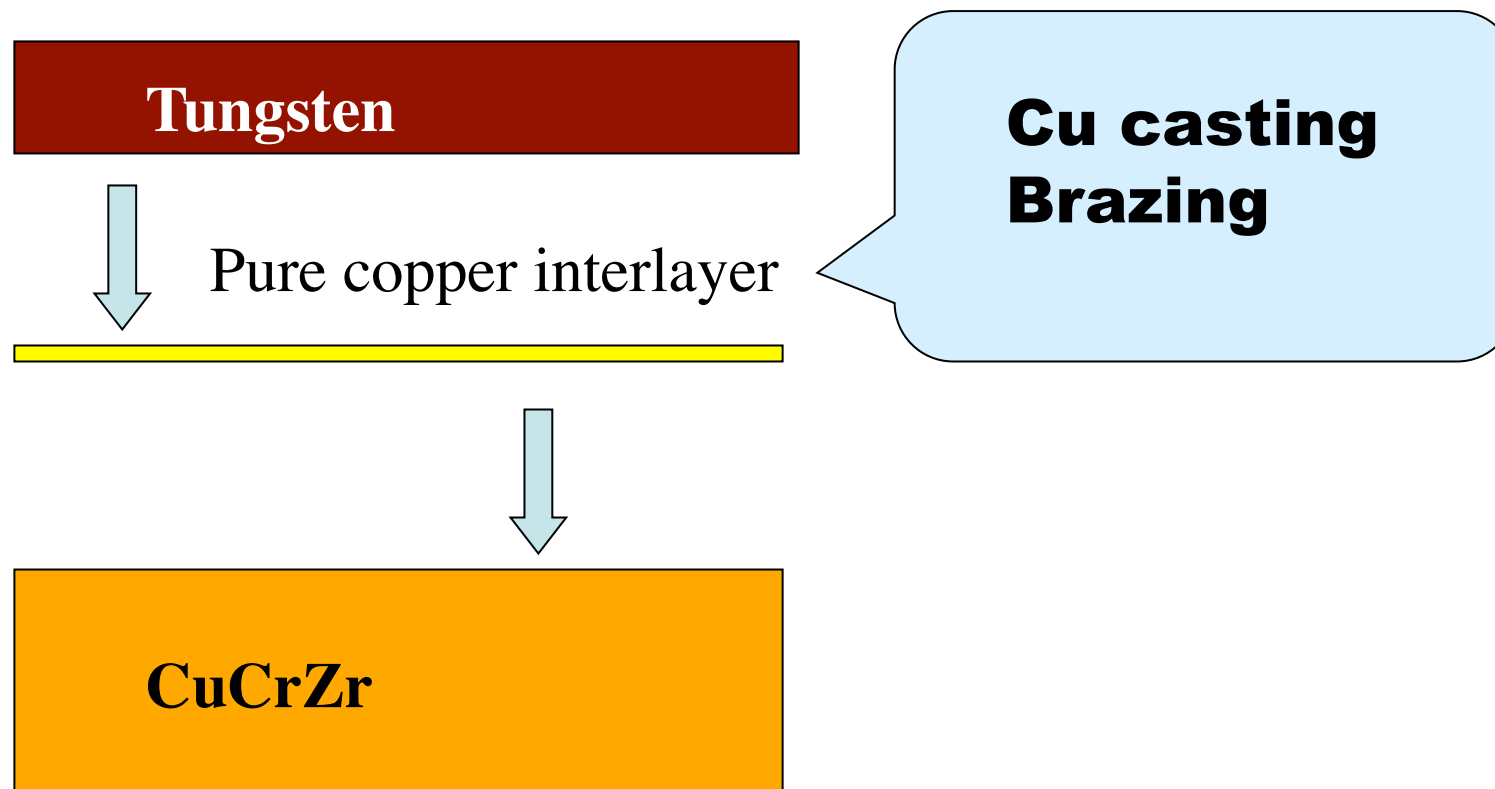 Tungsten
Cu casting
Brazing
Pure copper interlayer
CuCrZr